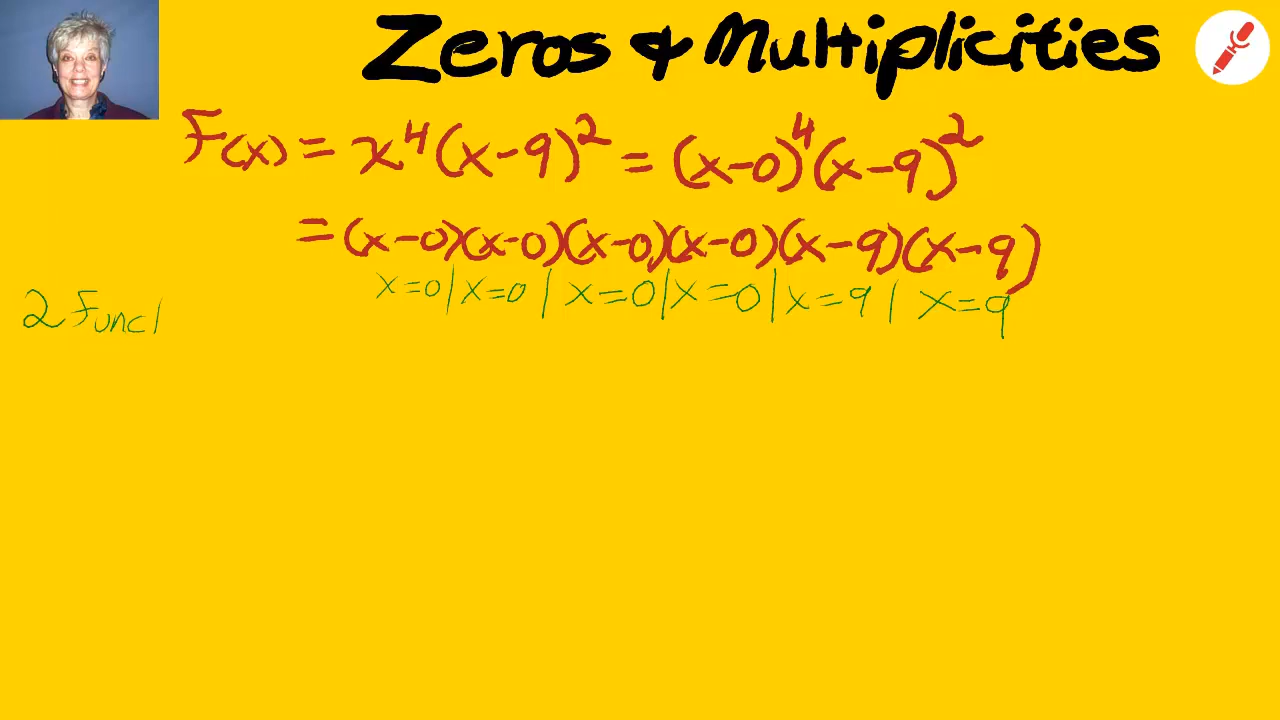 Zeros & Multiplicities
F(x) = x⁴(x-9)² = (x-0)⁴(x-9)²
= (x-0)(x-0)(x-0)(x-0)(x-9)(x-9)
x=0 | x=0 | x=0 | x=0 | x=9 | x=9
2 Func